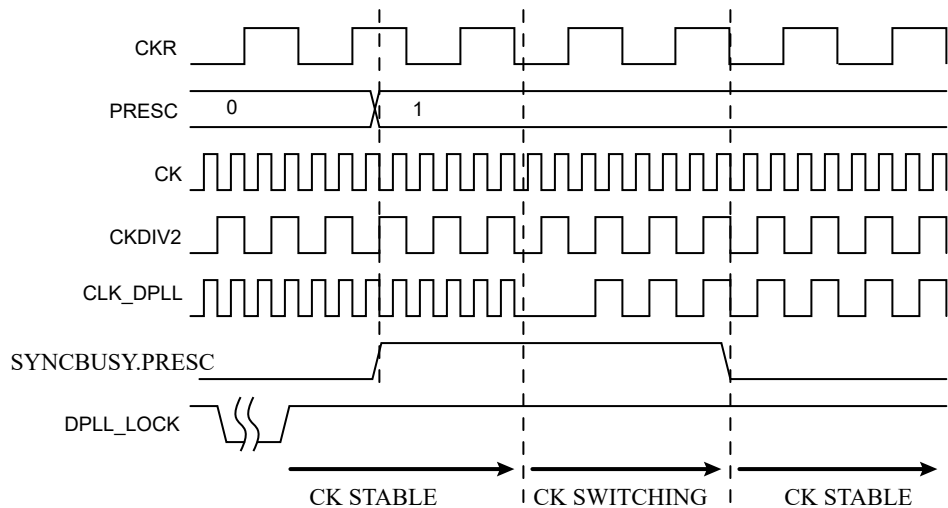 CKR
PRESC
0
1
CK
CKDIV2
CLK_DPLL
SYNCBUSY.PRESC
DPLL_LOCK
CK STABLE
CK SWITCHING
CK STABLE